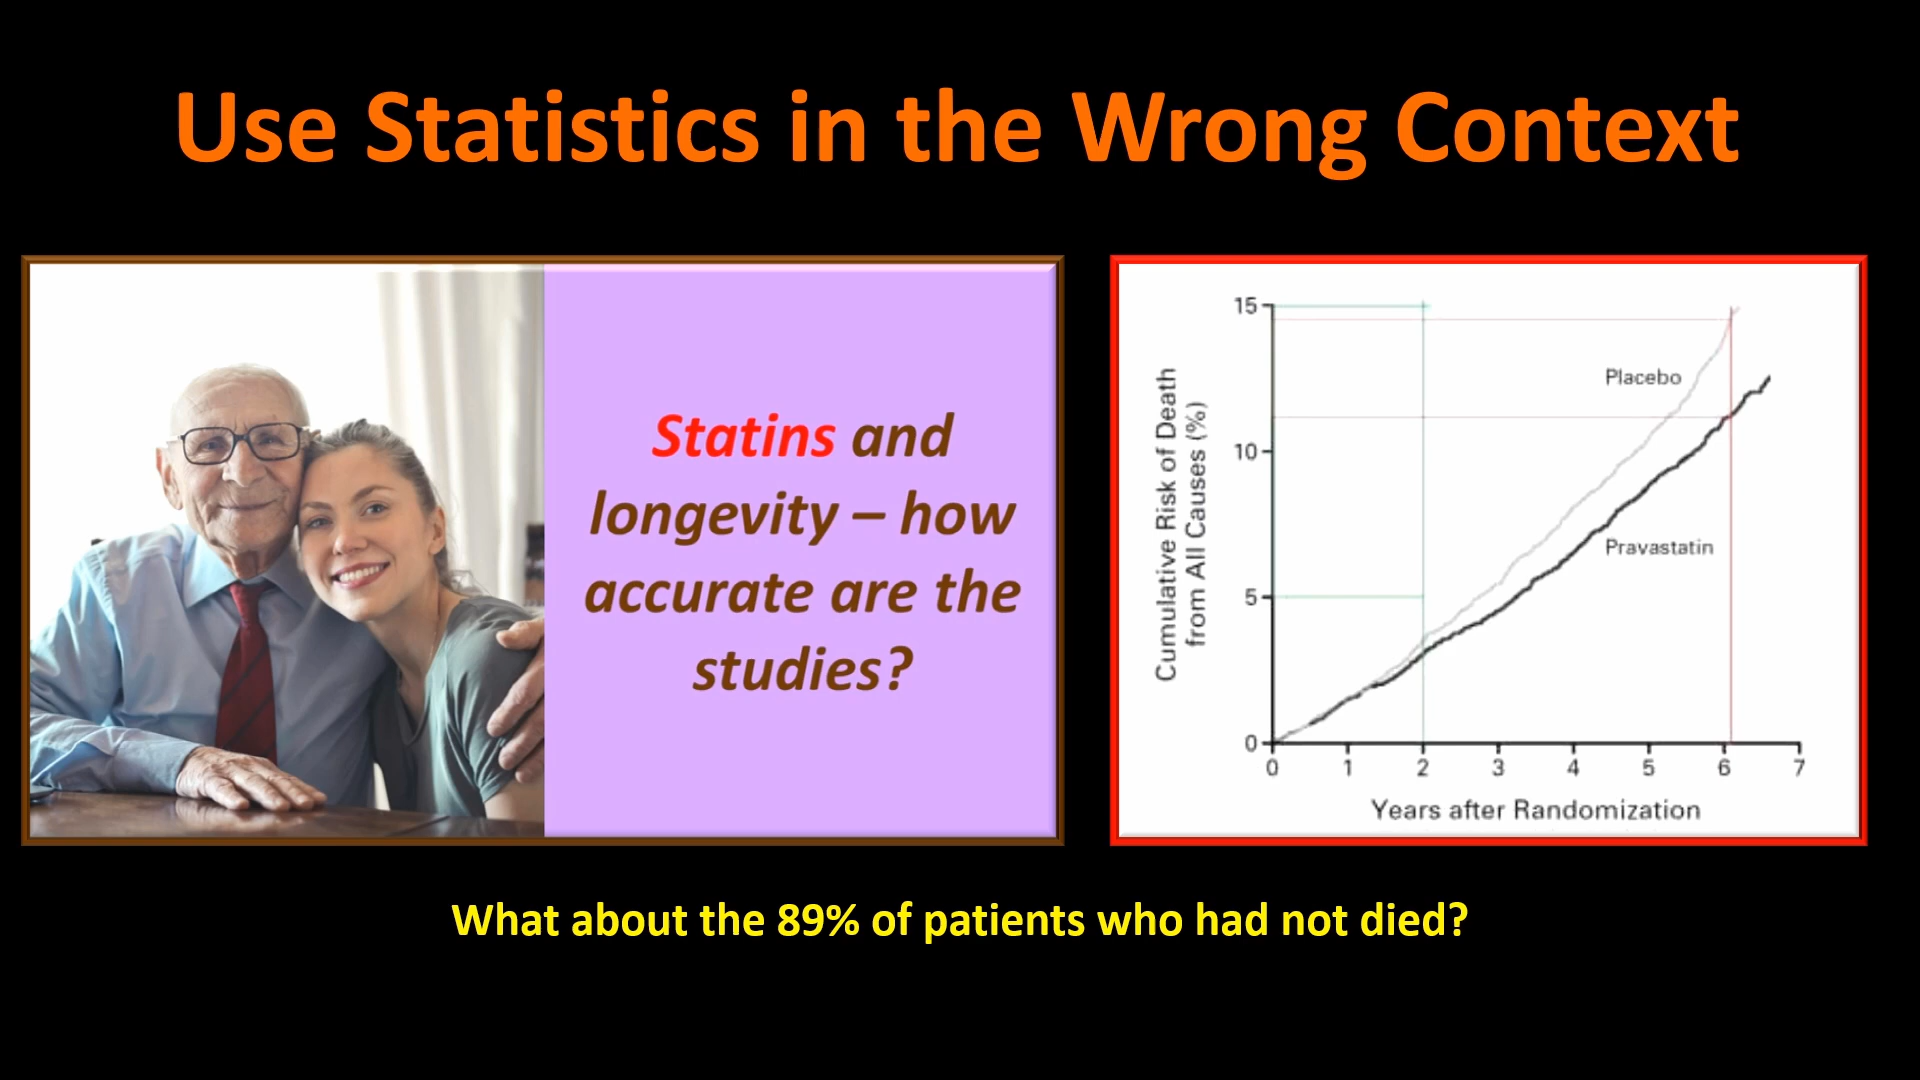 Use Statistics in the Wrong Context
Statins and
longevity – how
accurate are the
studies?
Cumulative Risk of Death
from All Causes (%)
15
10
5
0
Placebo
Pravastatin
0 1 2 3 4 5 6 7
Years after Randomization
What about the 89% of patients who had not died?